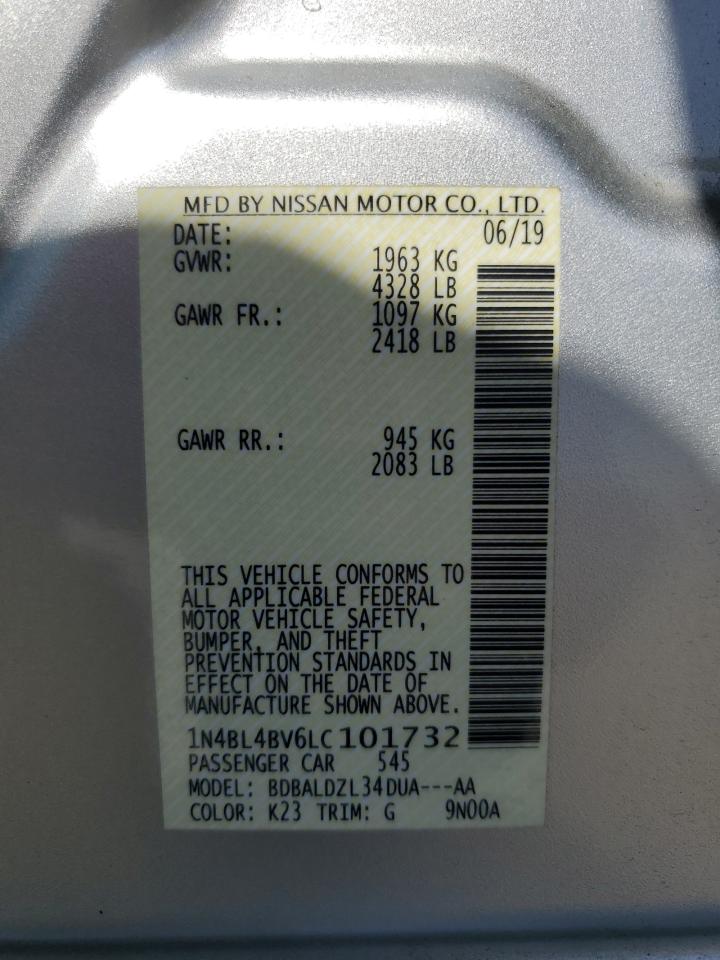 MFD BY NISSAN MOTOR CO., LTD.
DATE: 06/19
GVWR: 1963 KG
4328 LB
GAWR FR.: 1097 KG
2418 LB
GAWR RR.: 945 KG
2083 LB
THIS VEHICLE CONFORMS TO
ALL APPLICABLE FEDERAL
MOTOR VEHICLE SAFETY,
BUMPER, AND THEFT
PREVENTION STANDARDS IN
EFFECT ON THE DATE OF
MANUFACTURE SHOWN ABOVE.
1N4BL4BV6LC101732
PASSENGER CAR 545
MODEL: BDBALDZL34DUA---AA
COLOR: K23 TRIM: G 9N00A